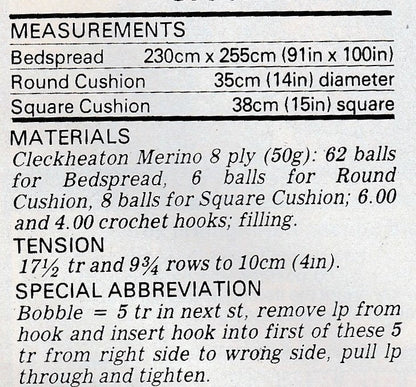 MEASUREMENTS
Bedspread 230cm x 255cm (91in x 100in)
Round Cushion 35cm (14in) diameter
Square Cushion 38cm (15in) square
MATERIALS
Cleckheaton Merino 8 ply (50g): 62 balls
for Bedspread, 6 balls for Round
Cushion, 8 balls for Square Cushion; 6.00
and 4.00 crochet hooks; filling.
TENSION
17½ tr and 9¾ rows to 10cm (4in).
SPECIAL ABBREVIATION
Bobble = 5 tr in next st, remove lp from
hook and insert hook into first of these 5
tr from right side to wrong side, pull lp
through and tighten.